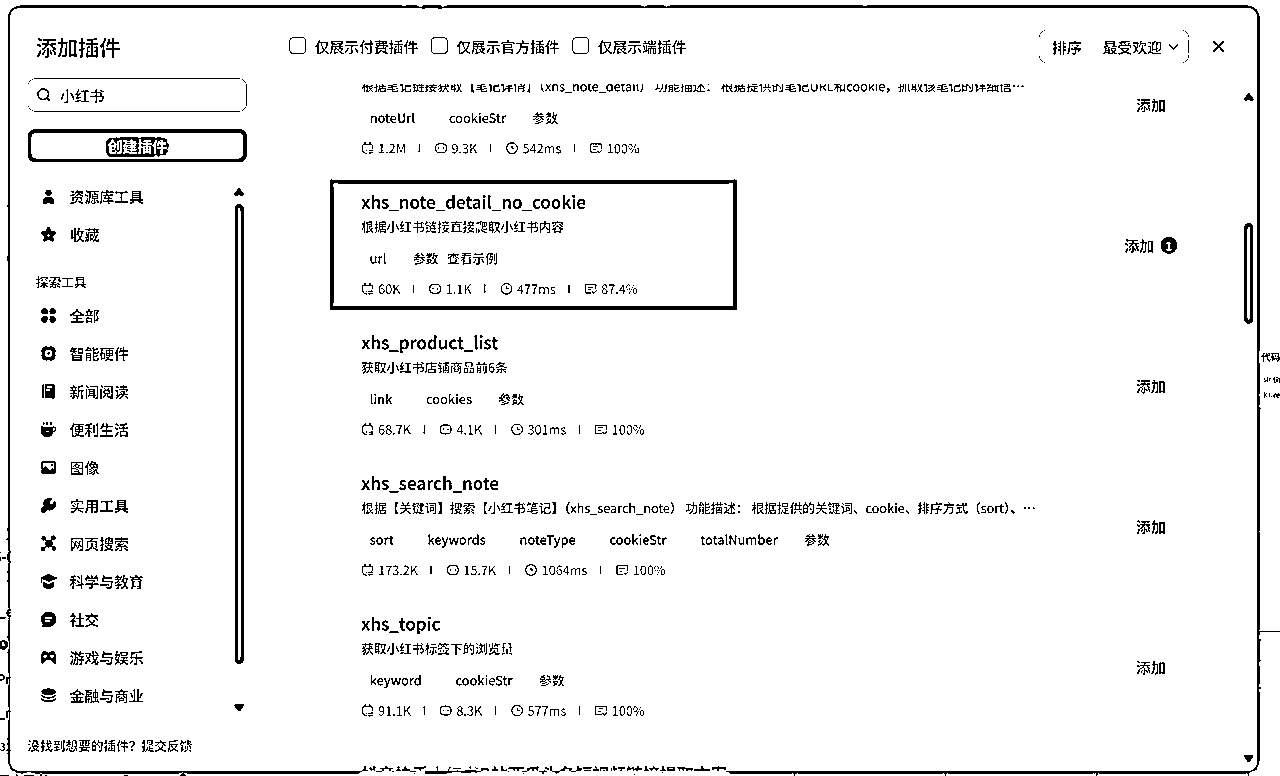 添加插件
仅展示付费插件 仅展示官方插件 仅展示端插件
排序 最受欢迎
小红书
创建插件
资源库工具
收藏
探索工具
全部
智能硬件
新闻阅读
便利生活
图像
实用工具
网页搜索
科学与教育
社交
游戏与娱乐
金融与商业
没找到想要的插件？提交反馈
根据笔记链接获取【笔记详情】（xhs_note_detail） 功能描述： 根据提供的笔记URL和cookie，抓取该笔记的详细信…
noteUrl cookieStr 参数
1.2M 9.3K 542ms 100%
添加
xhs_note_detail_no_cookie
根据小红书链接直接爬取小红书内容
url 参数 查看示例
60K 1.1K 477ms 87.4%
添加 1
xhs_product_list
获取小红书店铺商品前6条
link cookies 参数
68.7K 4.1K 301ms 100%
添加
xhs_search_note
根据【关键词】搜索【小红书笔记】（xhs_search_note） 功能描述： 根据提供的关键词、cookie、排序方式（sort）、…
sort keywords noteType cookieStr totalNumber 参数
173.2K 15.7K 1064ms 100%
添加
xhs_topic
获取小红书标签下的浏览量
keyword cookieStr 参数
91.1K 8.3K 577ms 100%
添加
代码